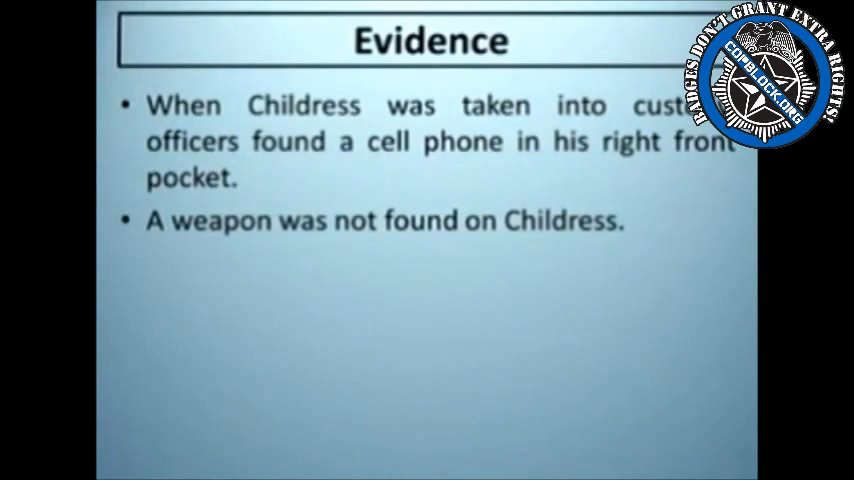 Evidence
• When Childress was taken into cust
officers found a cell phone in his right front
pocket.
• A weapon was not found on Childress.
BADGES DON'T GRANT EXTRA RIGHTS!
COPBLOCK.ORG